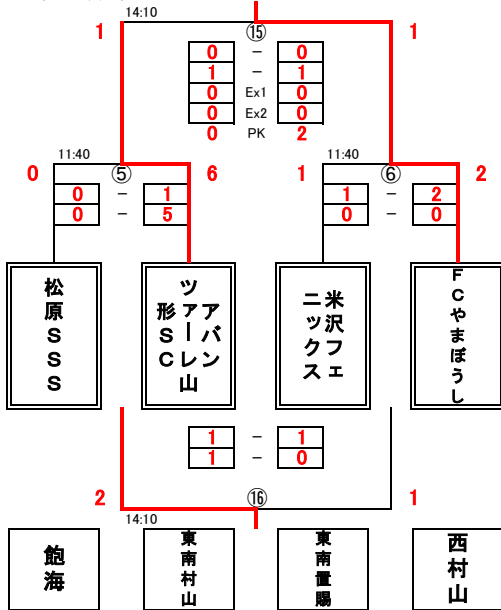 14:10
1 ⑮ 1
0 － 0
1 － 1
0 Ex1 0
0 Ex2 0
0 PK 2
11:40 11:40
0 ⑤ 6 1 ⑥ 2
0 － 1 1 － 2
0 － 5 0 － 0
松原SSS
アバンツァーレ山形SC
米沢フェニックス
FCやまぼうし
1 － 1
1 － 0
2 ⑯ 1
14:10
飽海
東南村山
東南置賜
西村山